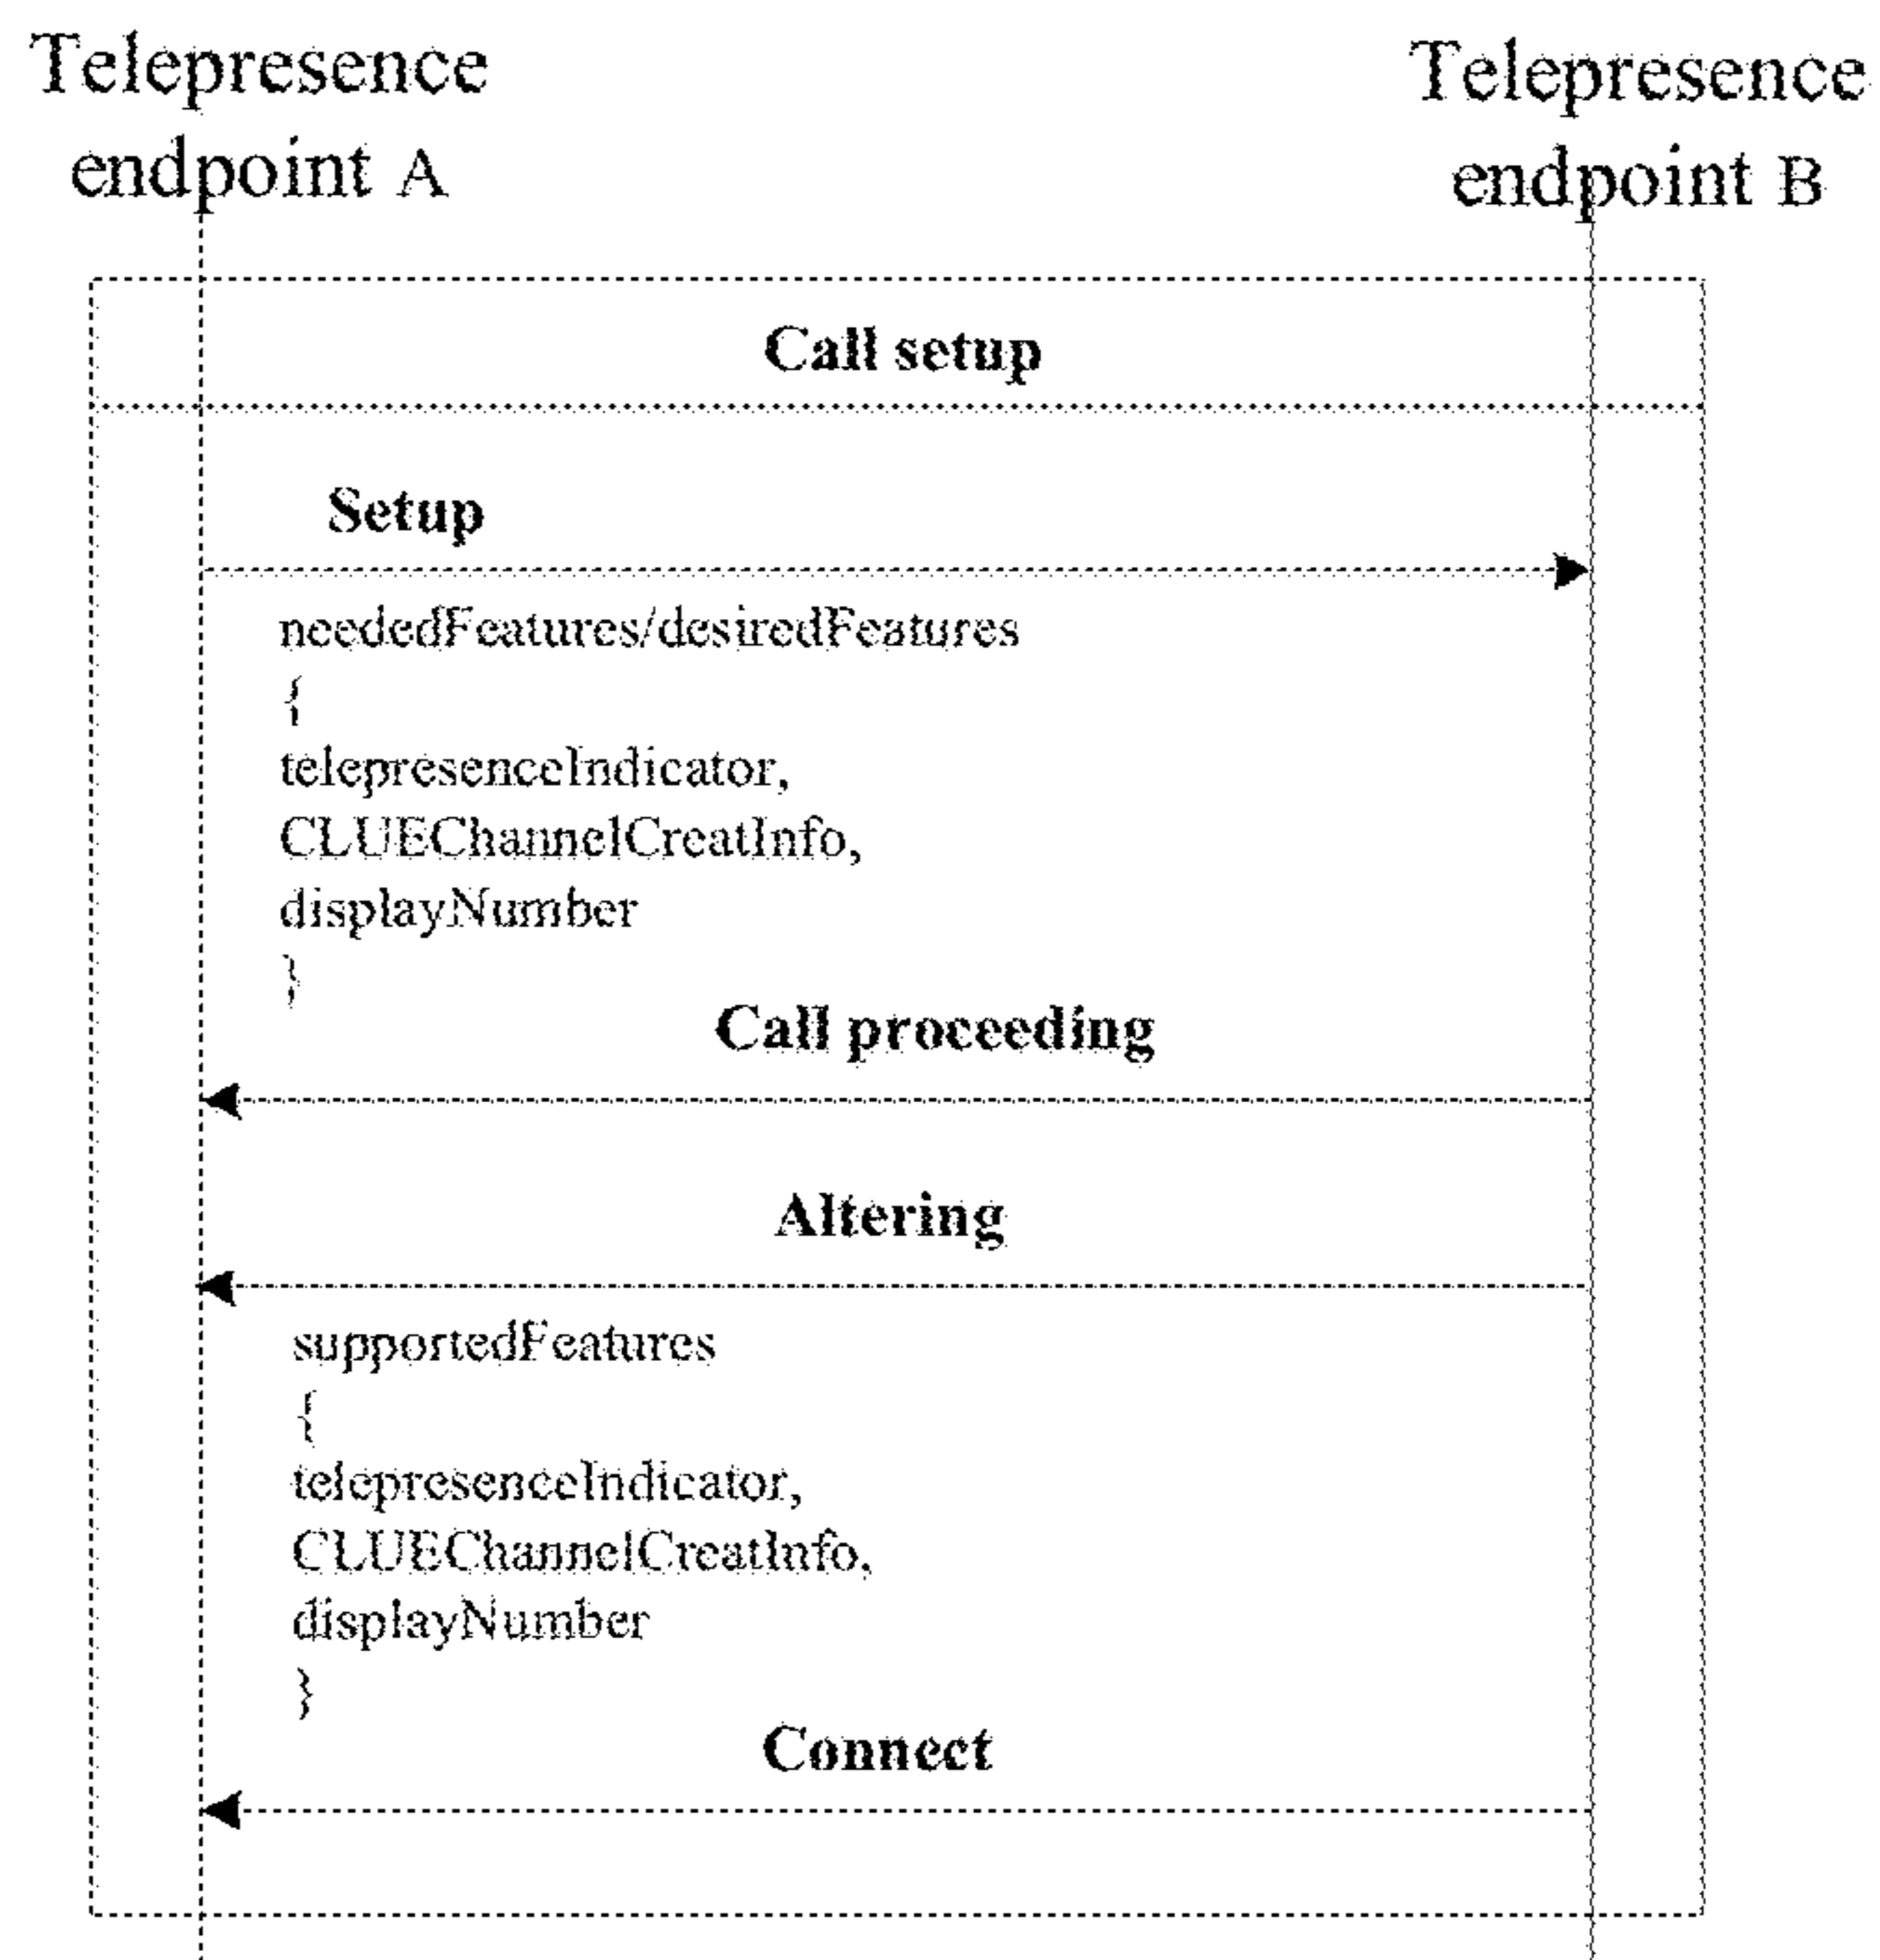 Telepresence
endpoint A
Telepresence
endpoint B
Call setup
Setup
neededFeatures/desiredFeatures
{
telepresenceIndicator,
CLUEChannelCreatInfo,
displayNumber
}
Call proceeding
Altering
supportedFeatures
{
telepresenceIndicator,
CLUEChannelCreatInfo,
displayNumber
}
Connect